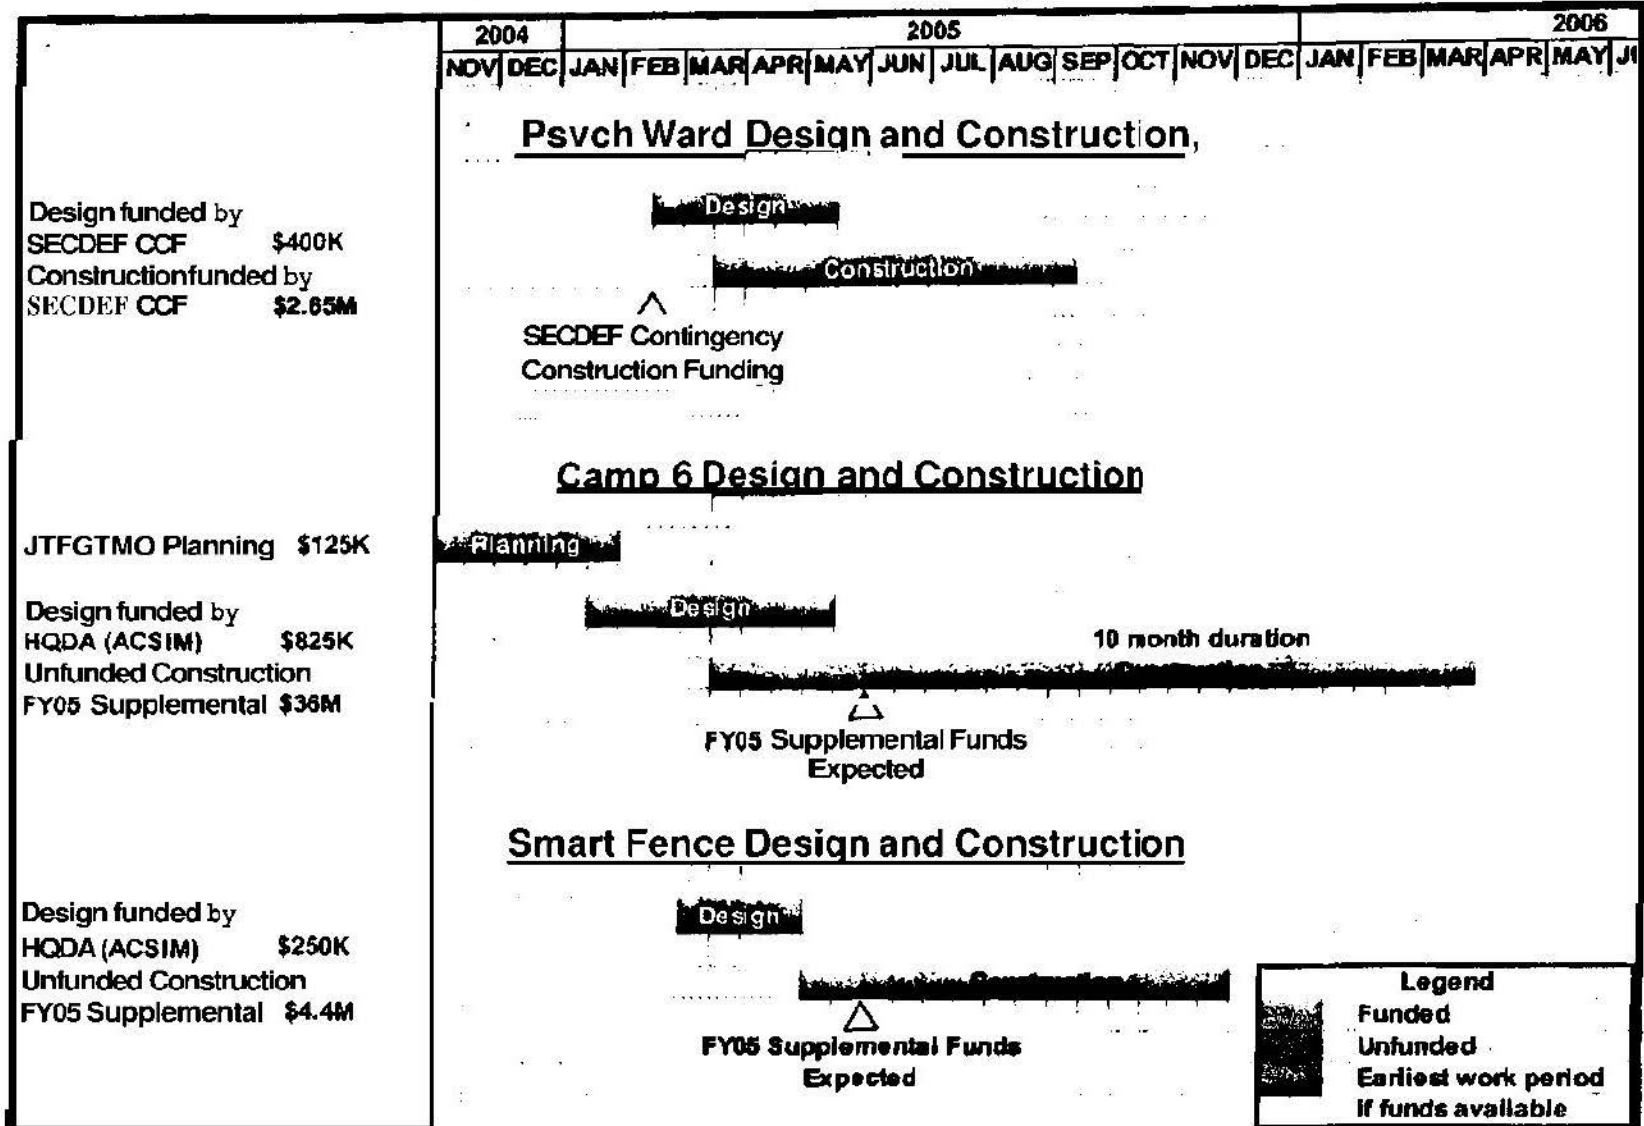 2004 2005 2006
NOV DEC JAN FEB MAR APR MAY JUN JUL AUG SEP OCT NOV DEC JAN FEB MAR APR MAY
Psvch Ward Design and Construction,
Design
Design funded by
SECDEF CCF $400K
Construction
Constructionfunded by
SECDEF CCF $2.65M
SECDEF Contingency
Construction Funding
Camp 6 Design and Construction
JTFGTMO Planning $125K
Planning
Design funded by
Design
HQDA (ACSIM) $825K
10 month duration
Unfunded Construction
FY05 Supplemental $36M
FY05 Supplemental Funds
Expected
Smart Fence Design and Construction
Design funded by
Design
HQDA (ACSIM) $250K
Unfunded Construction
Construction
FY05 Supplemental $4.4M
FY05 Supplemental Funds
Expected
Legend
Funded
Unfunded
Earliest work period
If funds available